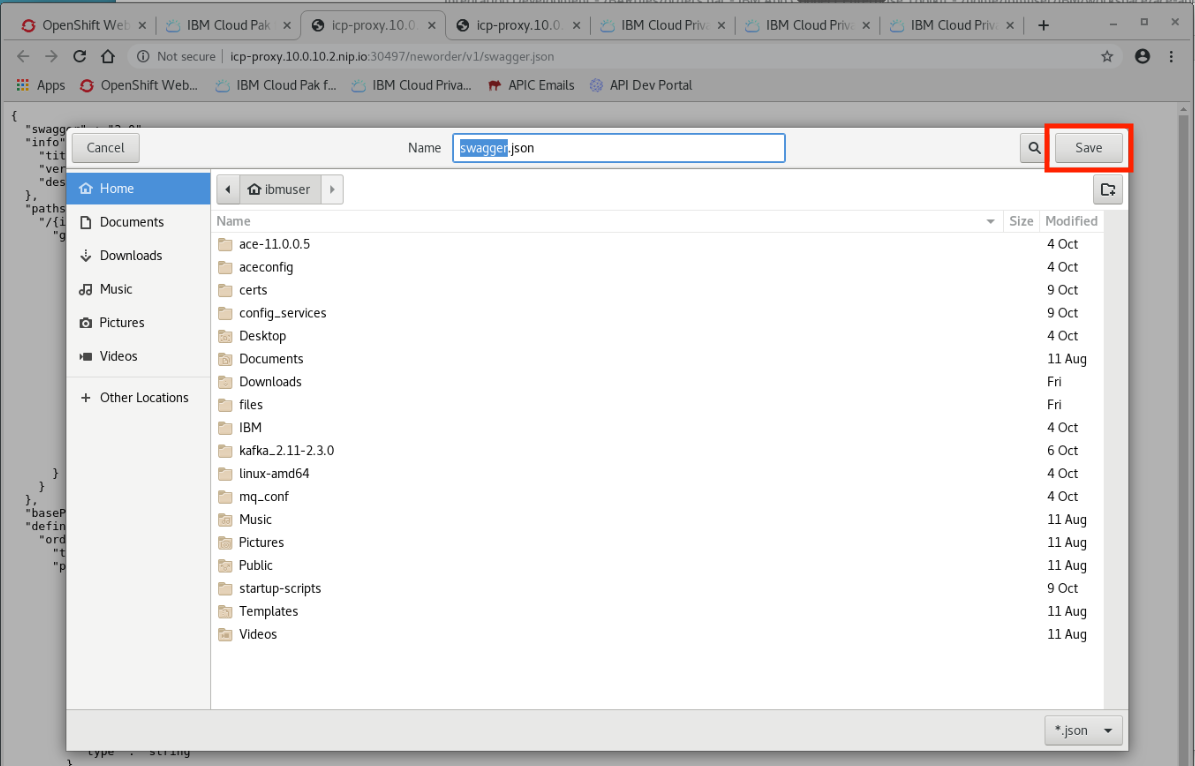 OpenShift Web
IBM Cloud Pak
icp-proxy.10.0
icp-proxy.10.0
IBM Cloud Priva
IBM Cloud Priva
IBM Cloud Priva
Not secure
icp-proxy.10.0.10.2.nip.io:30497/neworder/v1/swagger.json
Apps
OpenShift Web...
IBM Cloud Pak f...
IBM Cloud Priva...
APIC Emails
API Dev Portal
{
"info"
},
"paths
"/{i
"g
}
}
},
"baseP
"defin
"ord
"t
"p
}
Cancel
Name
swagger.json
Save
Home
Documents
Downloads
Music
Pictures
Videos
+ Other Locations
ibmuser
Name Size Modified
ace-11.0.0.5 4 Oct
aceconfig 4 Oct
certs 9 Oct
config_services 9 Oct
Desktop 4 Oct
Documents 11 Aug
Downloads Fri
files Fri
IBM 4 Oct
kafka_2.11-2.3.0 6 Oct
linux-amd64 4 Oct
mq_conf 4 Oct
Music 11 Aug
Pictures 11 Aug
Public 11 Aug
startup-scripts 9 Oct
Templates 11 Aug
Videos 11 Aug
*.json